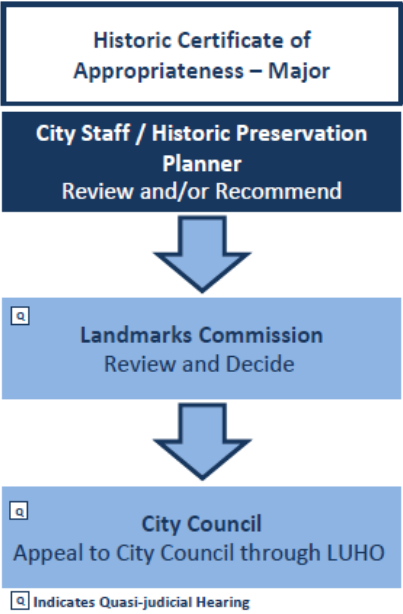 Historic Certificate of
Appropriateness – Major
City Staff / Historic Preservation
Planner
Review and/or Recommend
Q
Landmarks Commission
Review and Decide
Q
City Council
Appeal to City Council through LUHO
Q Indicates Quasi-judicial Hearing